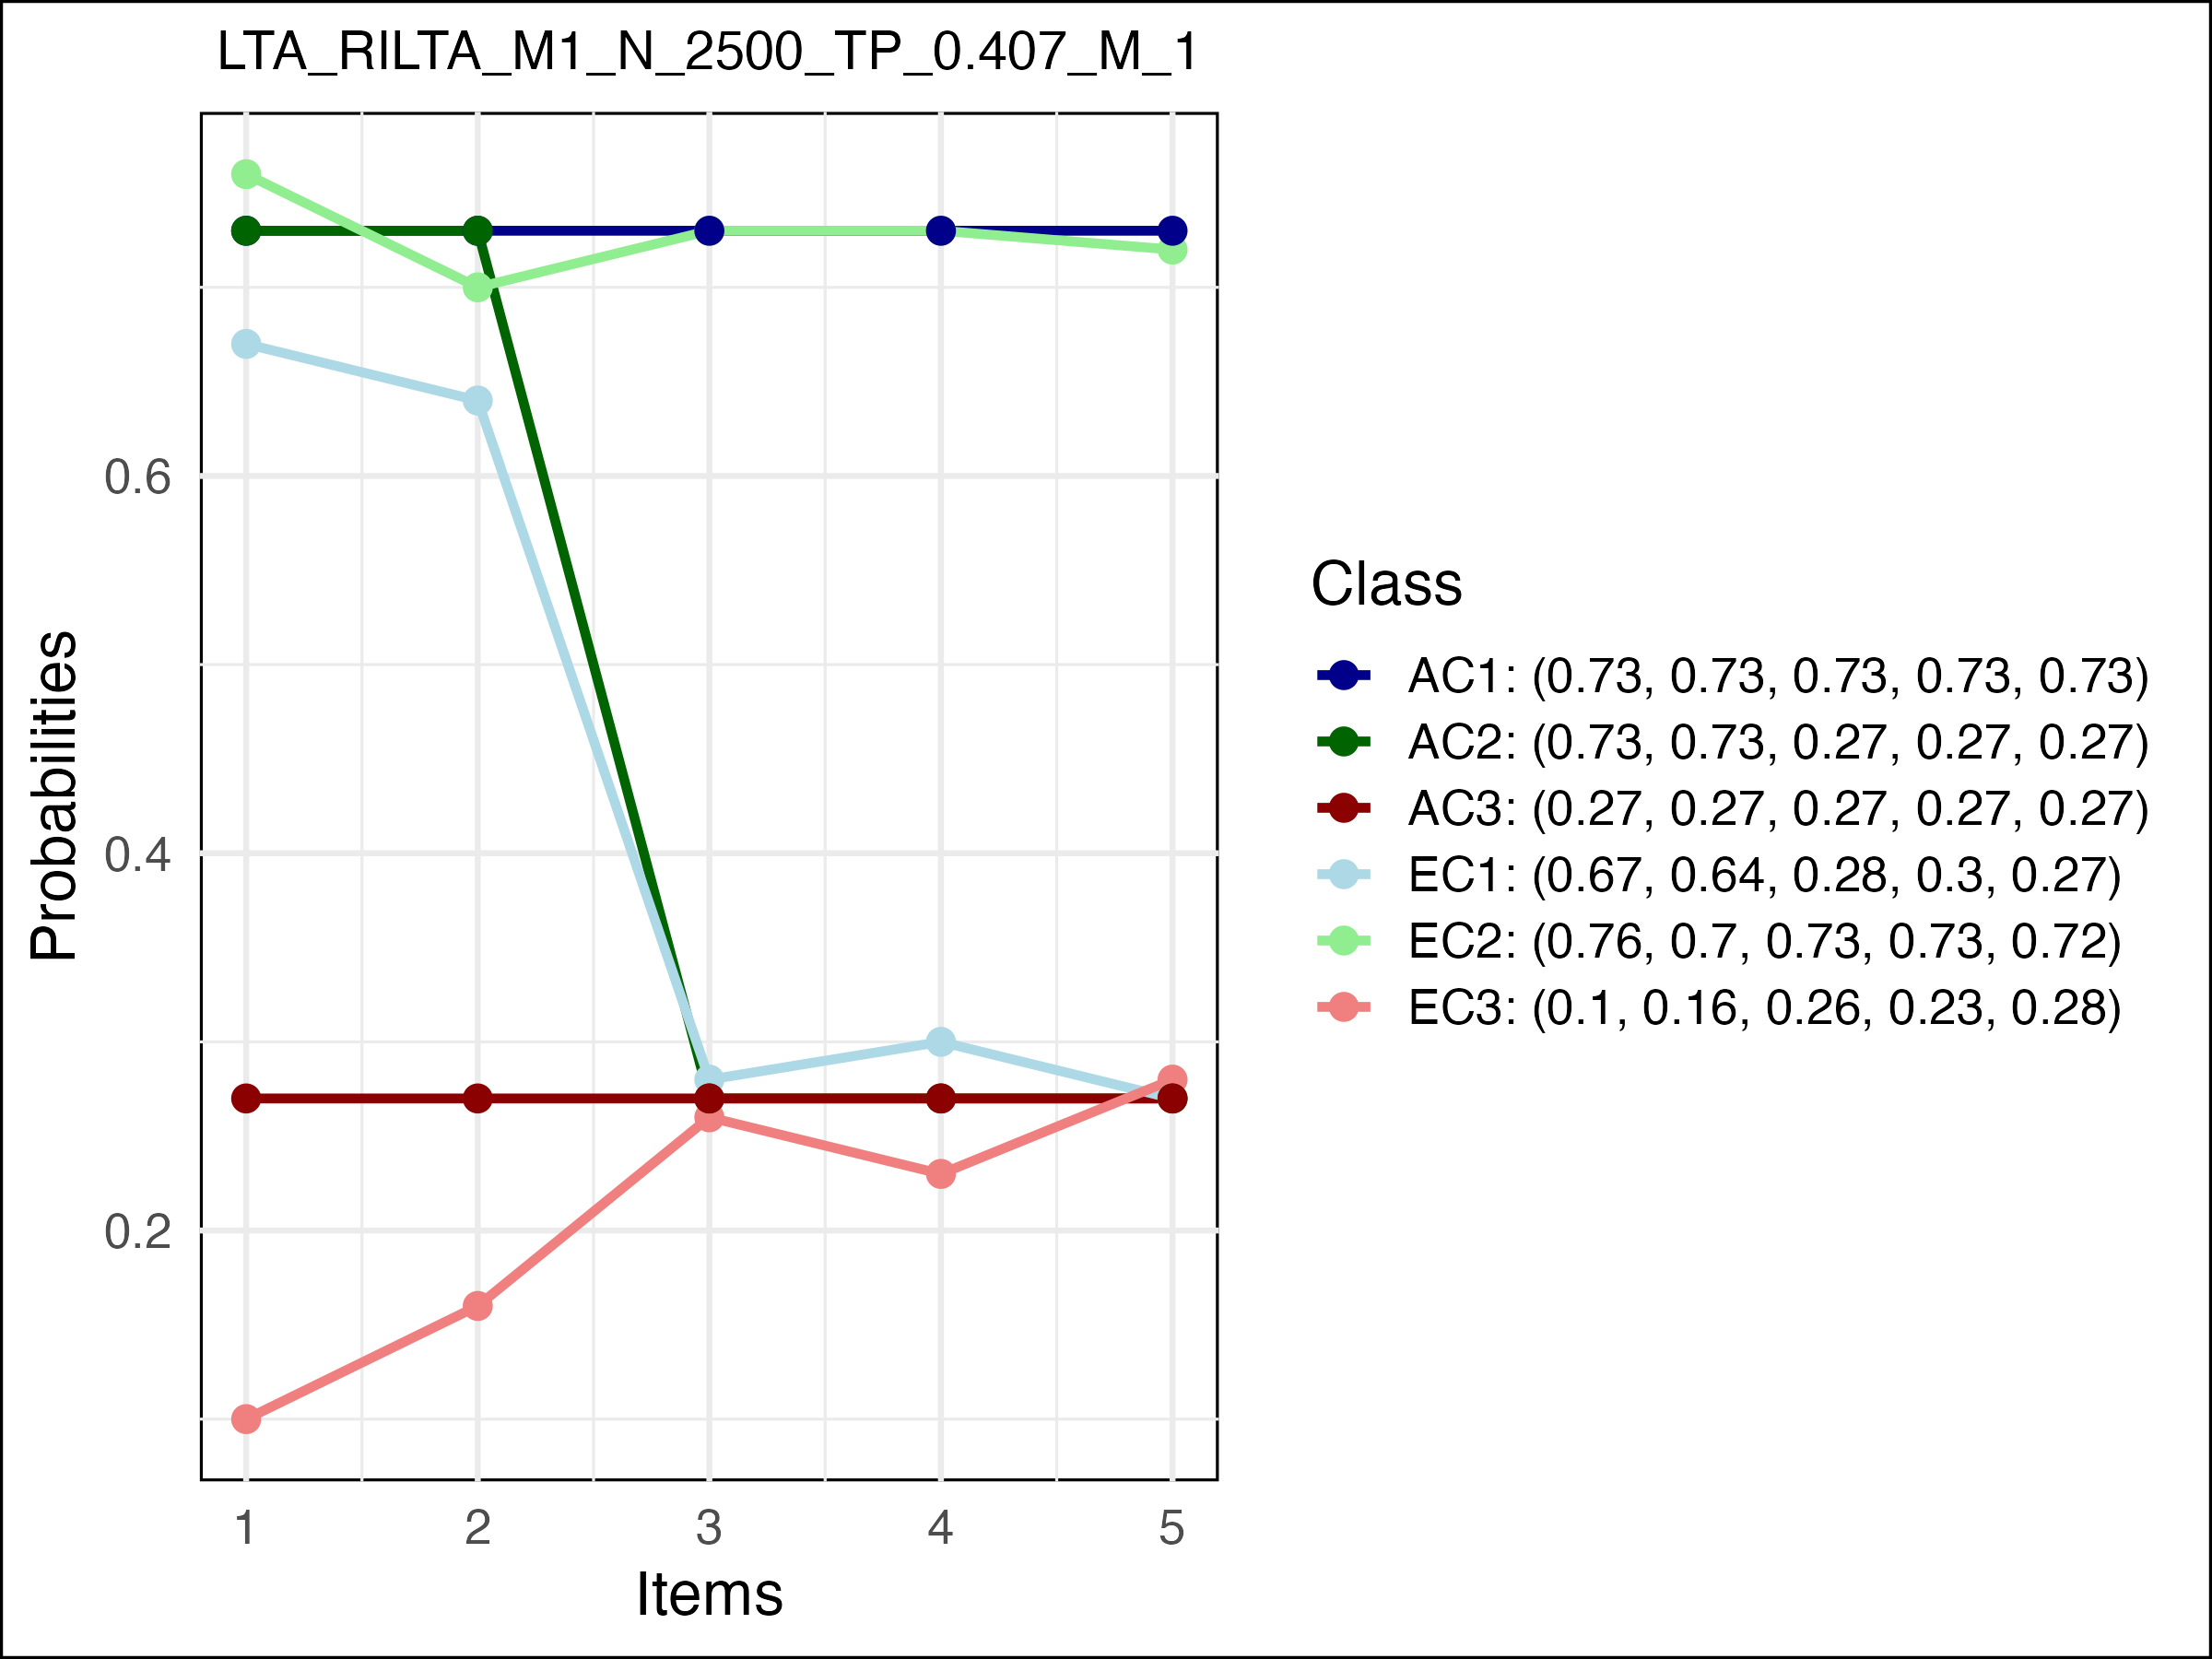 LTA_RILTA_M1_N_2500_TP_0.407_M_1
Probabilities
0.6
0.4
0.2
1 2 3 4 5
Items
Class
AC1: (0.73, 0.73, 0.73, 0.73, 0.73)
AC2: (0.73, 0.73, 0.27, 0.27, 0.27)
AC3: (0.27, 0.27, 0.27, 0.27, 0.27)
EC1: (0.67, 0.64, 0.28, 0.3, 0.27)
EC2: (0.76, 0.7, 0.73, 0.73, 0.72)
EC3: (0.1, 0.16, 0.26, 0.23, 0.28)